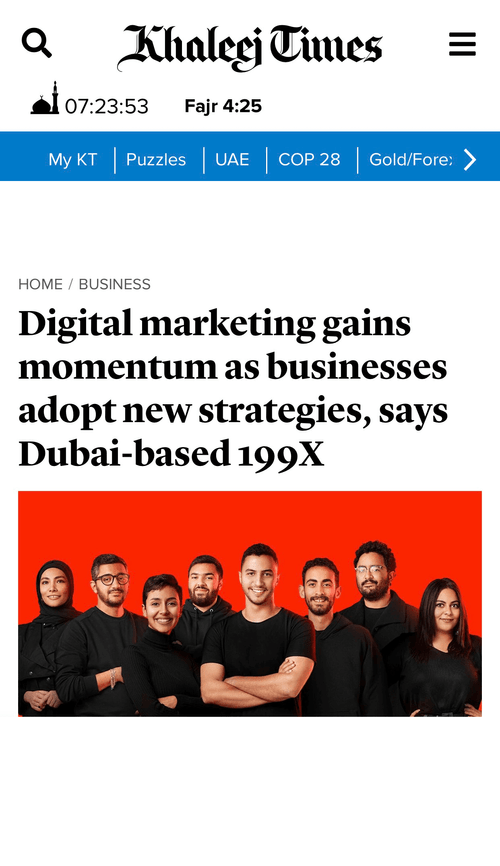 Khaleej Times
07:23:53 Fajr 4:25
My KT Puzzles UAE COP 28 Gold/Forex
HOME / BUSINESS
Digital marketing gains
momentum as businesses
adopt new strategies, says
Dubai-based 199X